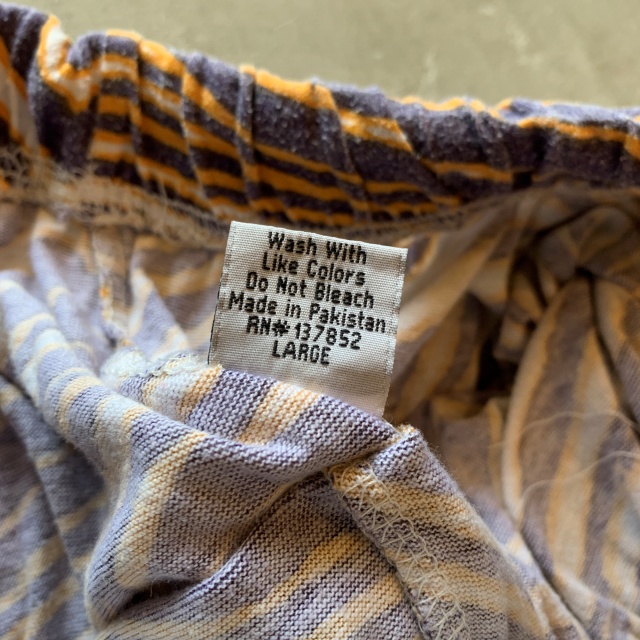 Wash With
Like Colors
Do Not Bleach
Made in Pakistan
RN# 137852
LARGE